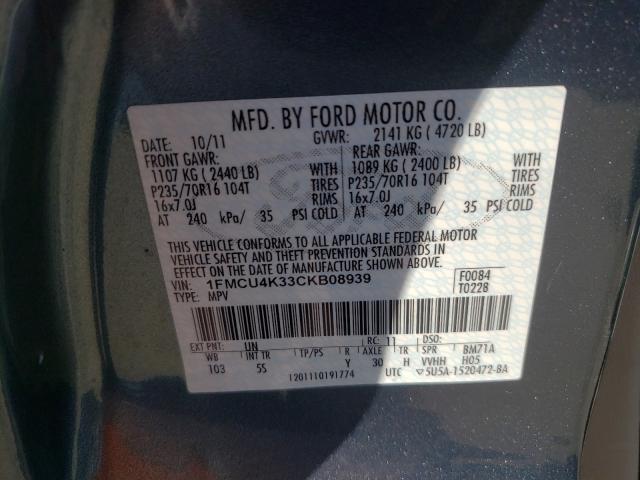 MFD. BY FORD MOTOR CO.
DATE: 10/11 GVWR: 2141 KG ( 4720 LB)
FRONT GAWR: REAR GAWR:
1107 KG ( 2440 LB) WITH 1089 KG ( 2400 LB) WITH
P235/70R16 104T TIRES P235/70R16 104T TIRES
16x7.0J RIMS 16x7.0J RIMS
AT 240 kPa/ 35 PSI COLD AT 240 kPa/ 35 PSI COLD
THIS VEHICLE CONFORMS TO ALL APPLICABLE FEDERAL MOTOR
VEHICLE SAFETY AND THEFT PREVENTION STANDARDS IN
EFFECT ON THE DATE OF MANUFACTURE SHOWN ABOVE.
VIN: 1FMCU4K33CKB08939 F0084
TYPE: MPV T0228
EXT PNT: UN RC: 11 DSO:
WB INT TR TP/PS R AXLE TR SPR BM71A
103 5S Y 30 H VVHH H05
1201110191774 UTC 5U5A-1520472-BA